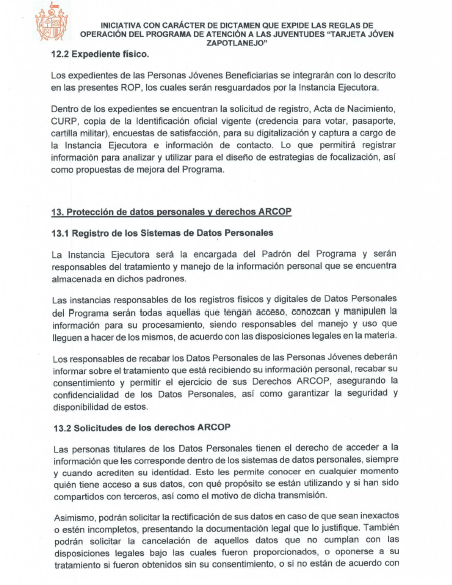 INICIATIVA CON CARÁCTER DE DICTAMEN QUE EXPIDE LAS REGLAS DE
OPERACIÓN DEL PROGRAMA DE ATENCIÓN A LAS JUVENTUDES "TARJETA JÓVEN
ZAPOTLANEJO"
12.2 Expediente físico.
Los expedientes de las Personas Jóvenes Beneficiarias se integrarán con lo descrito
en las presentes ROP, los cuales serán resguardados por la Instancia Ejecutora.
Dentro de los expedientes se encuentran la solicitud de registro, Acta de Nacimiento,
CURP, copia de la Identificación oficial vigente (credencia para votar, pasaporte,
cartilla militar), encuestas de satisfacción, para su digitalización y captura a cargo de
la Instancia Ejecutora e información de contacto. Lo que permitirá registrar
información para analizar y utilizar para el diseño de estrategias de focalización, así
como propuestas de mejora del Programa.
13. Protección de datos personales y derechos ARCOP
13.1 Registro de los Sistemas de Datos Personales
La Instancia Ejecutora será la encargada del Padrón del Programa y serán
responsables del tratamiento y manejo de la información personal que se encuentra
almacenada en dichos padrones.
Las instancias responsables de los registros físicos y digitales de Datos Personales
del Programa serán todas aquellas que tengan acceso, conozcan y manipulen la
información para su procesamiento, siendo responsables del manejo y uso que
lleguen a hacer de los mismos, de acuerdo con las disposiciones legales en la materia.
Los responsables de recabar los Datos Personales de las Personas Jóvenes deberán
informar sobre el tratamiento que está recibiendo su información personal, recabar su
consentimiento y permitir el ejercicio de sus Derechos ARCOP, asegurando la
confidencialidad de los Datos Personales, así como garantizar la seguridad y
disponibilidad de estos.
13.2 Solicitudes de los derechos ARCOP
Las personas titulares de los Datos Personales tienen el derecho de acceder a la
información que les corresponde dentro de los sistemas de datos personales, siempre
y cuando acrediten su identidad. Esto les permite conocer en cualquier momento
quién tiene acceso a sus datos, con qué propósito se están utilizando y si han sido
compartidos con terceros, así como el motivo de dicha transmisión.
Asimismo, podrán solicitar la rectificación de sus datos en caso de que sean inexactos
o estén incompletos, presentando la documentación legal que lo justifique. También
podrán solicitar la cancelación de aquellos datos que no cumplan con las
disposiciones legales bajo las cuales fueron proporcionados, o oponerse a su
tratamiento si fueron obtenidos sin su consentimiento, o si no están de acuerdo con